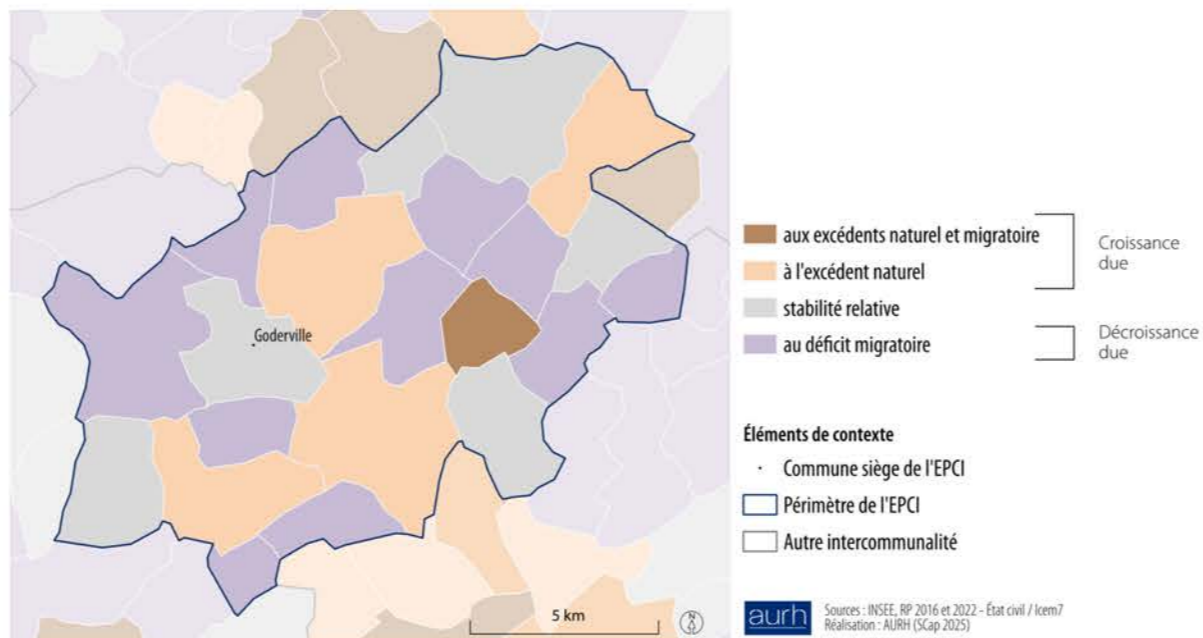 Goderville
5 km
N
aux excédents naturel et migratoire
à l'excédent naturel
Croissance
due
stabilité relative
au déficit migratoire
Décroissance
due
Éléments de contexte
Commune siège de l'EPCI
Périmètre de l'EPCI
Autre intercommunalité
aurh
Sources : INSEE, RP 2016 et 2022 - État civil / Icem7
Réalisation : AURH (SCap 2025)